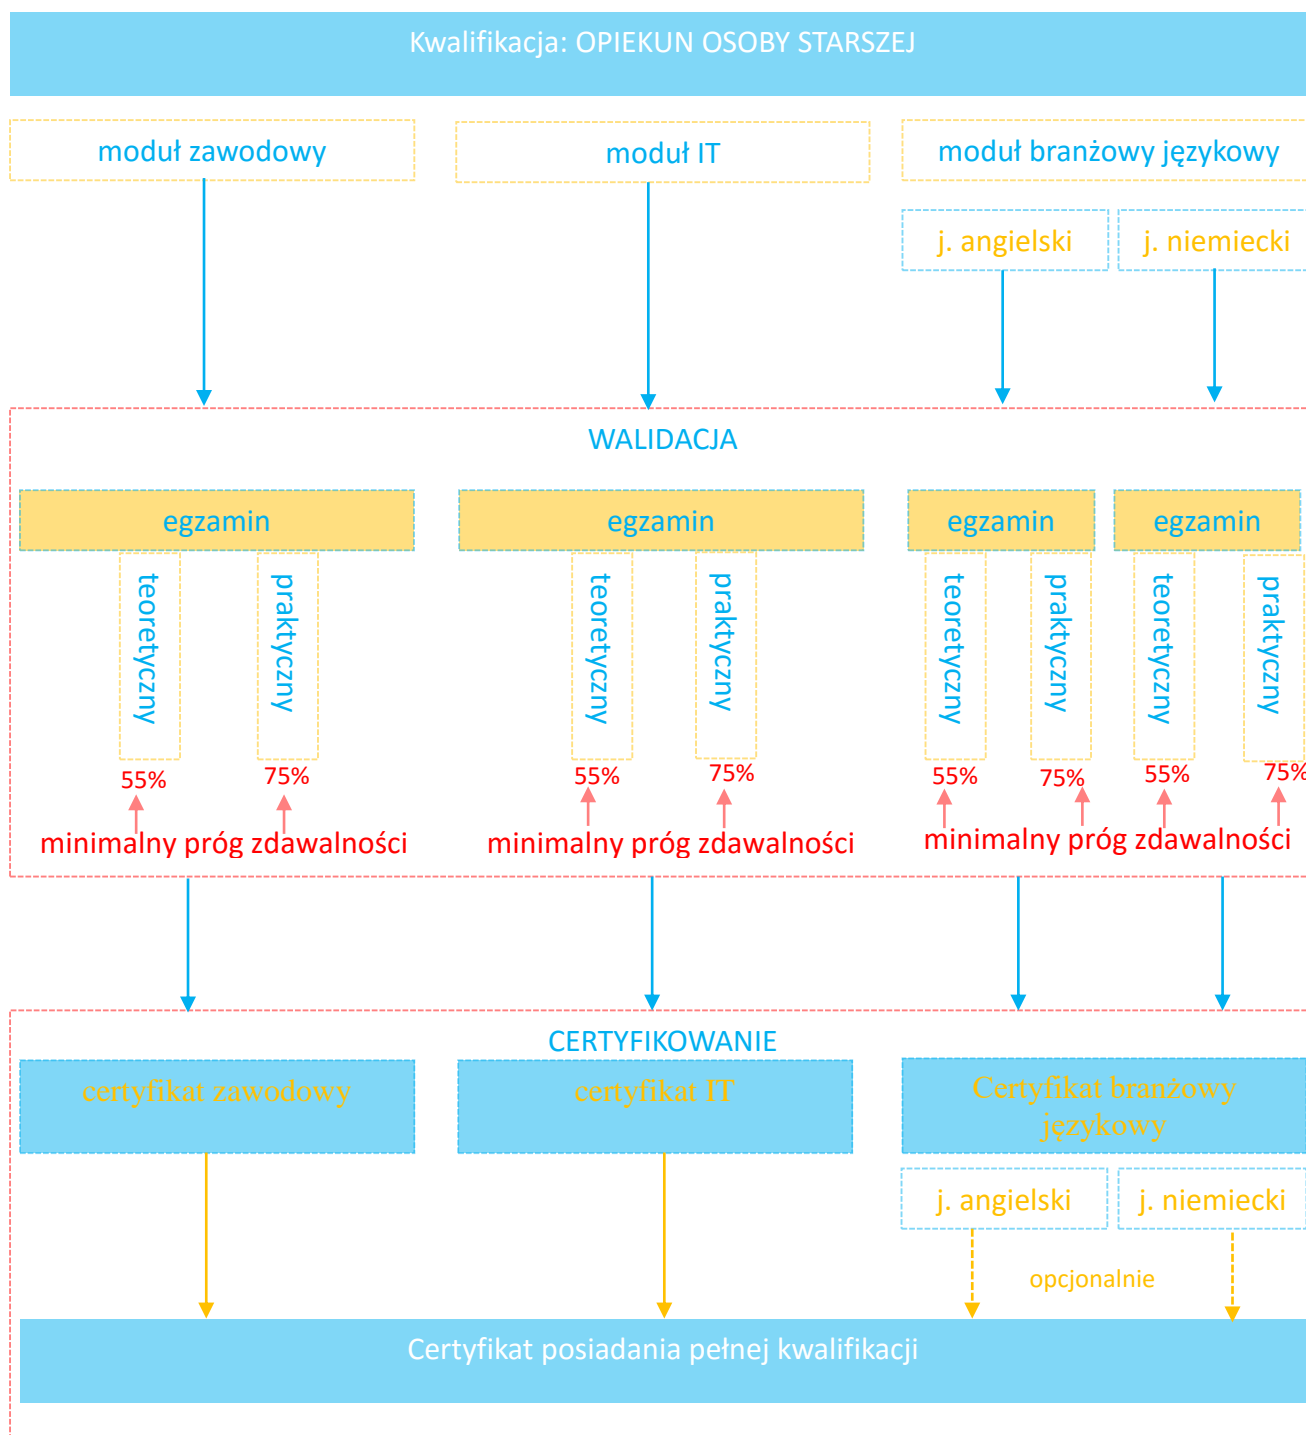 Kwalifikacja: OPIEKUN OSOBY STARSZEJ
moduł zawodowy
moduł IT
moduł branżowy językowy
j. angielski
j. niemiecki
WALIDACJA
egzamin
egzamin
egzamin
egzamin
teoretyczny
praktyczny
teoretyczny
praktyczny
teoretyczny
praktyczny
teoretyczny
praktyczny
55%
75%
55%
75%
55%
75%
55%
75%
minimalny próg zdawalności
minimalny próg zdawalności
minimalny próg zdawalności
CERTYFIKOWANIE
certyfikat zawodowy
certyfikat IT
Certyfikat branżowy
językowy
j. angielski
j. niemiecki
opcjonalnie
Certyfikat posiadania pełnej kwalifikacji